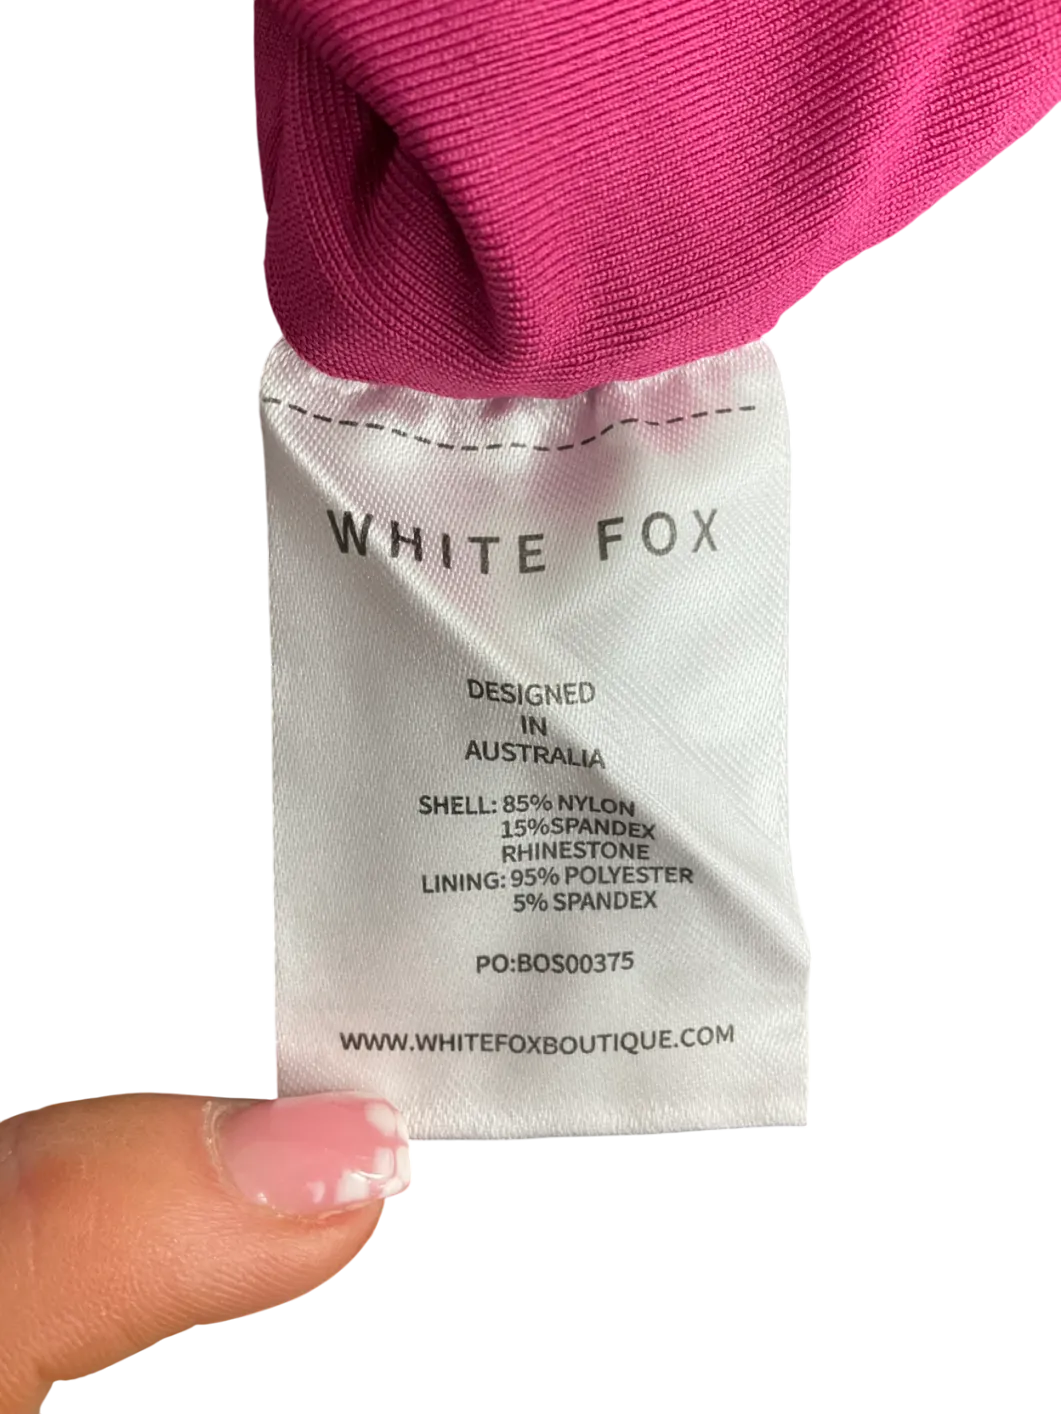 WHITE FOX
DESIGNED
IN
AUSTRALIA
SHELL: 85% NYLON
15%SPANDEX
RHINESTONE
LINING: 95% POLYESTER
5% SPANDEX
PO:BOS00375
WWW.WHITEFOXBOUTIQUE.COM